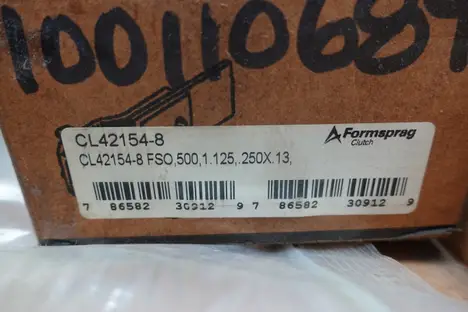 100110689
CL42154-8
Formsprag
Clutch
CL42154-8 FSO,500,1.125,.250X.13,
7 86582 30912 9 7 86582 30912 9